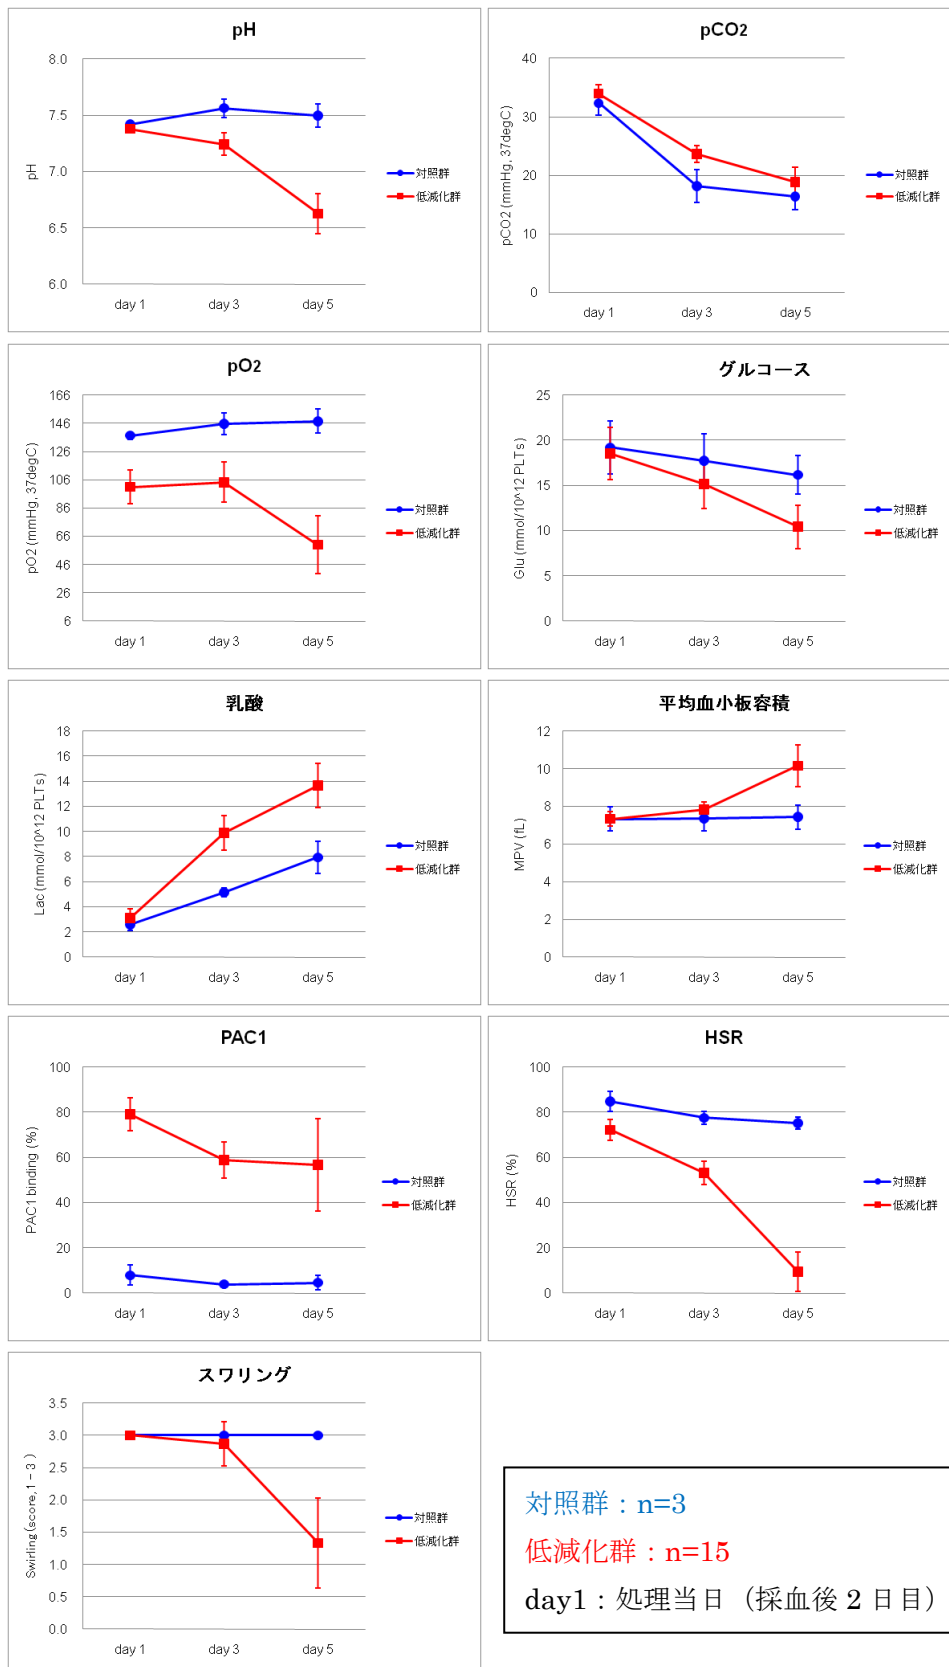 pH
8.0
7.5
7.0
6.5
6.0
pH
day 1
day 3
day 5
対照群
低減化群
pCO2
40
30
20
10
0
pCO2 (mmHg, 37degC)
day 1
day 3
day 5
対照群
低減化群
pO2
166
146
126
106
86
66
46
26
6
pO2 (mmHg, 37degC)
day 1
day 3
day 5
対照群
低減化群
グルコース
25
20
15
10
5
0
Glu (mmol/10^12 PLTs)
day 1
day 3
day 5
対照群
低減化群
乳酸
18
16
14
12
10
8
6
4
2
0
Lac (mmol/10^12 PLTs)
day 1
day 3
day 5
対照群
低減化群
平均血小板容積
12
10
8
6
4
2
0
MPV (fL)
day 1
day 3
day 5
対照群
低減化群
PAC1
100
80
60
40
20
0
PAC1 binding (%)
day 1
day 3
day 5
対照群
低減化群
HSR
100
80
60
40
20
0
HSR (%)
day 1
day 3
day 5
対照群
低減化群
スワリング
3.5
3.0
2.5
2.0
1.5
1.0
0.5
0.0
Swirling (score, 1 - 3 )
day 1
day 3
day 5
対照群
低減化群
対照群：n=3
低減化群：n=15
day1：処理当日（採血後 2 日目）